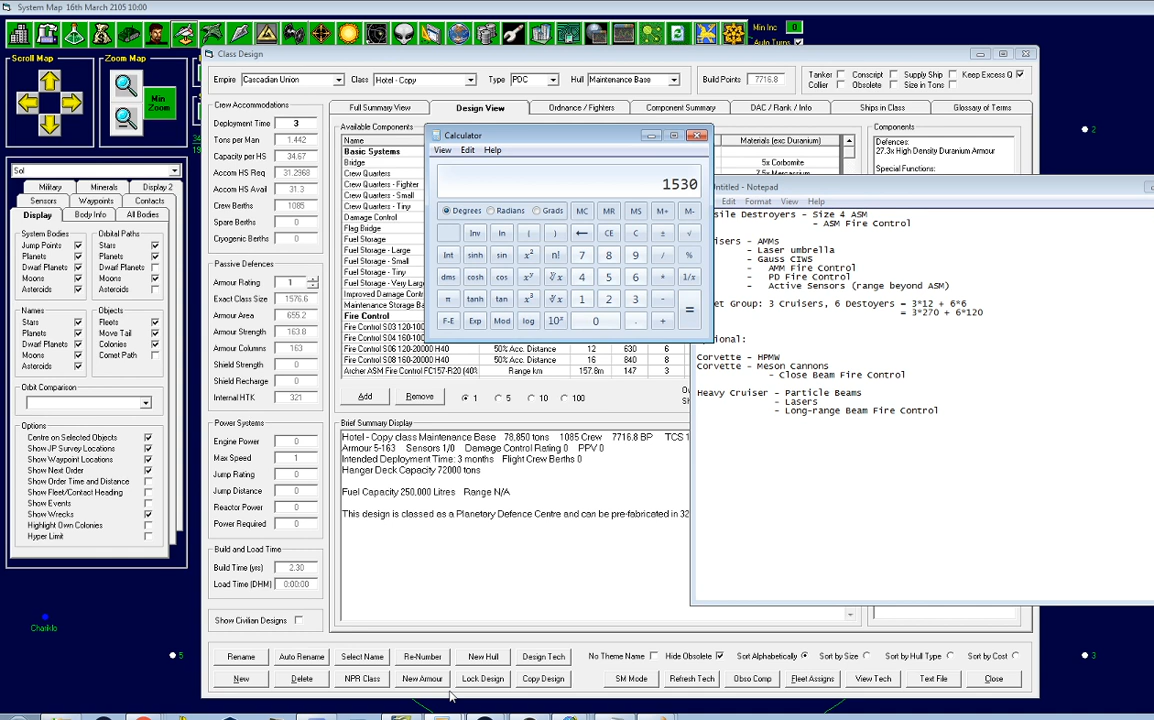 System Map 16th March 2105 10:00
Min Inc 0
Auto Turns
Scroll Map
Zoom Map
Min Zoom
Sol
Military Minerals Display 2
Sensors Waypoints Contacts
Display Body Info All Bodies
System Bodies Orbital Paths
Jump Points Stars
Planets Planets
Dwarf Planets Dwarf Planets
Moons Moons
Asteroids Asteroids
Names Objects
Stars Fleets
Planets Move Tail
Dwarf Planets Colonies
Moons Comet Path
Asteroids
Orbit Comparison
Options
Centre on Selected Objects
Show JP Survey Locations
Show Waypoint Locations
Show Next Order
Show Order Time and Distance
Show Fleet/Contact Heading
Show Events
Show Wrecks
Highlight Own Colonies
Hyper Limit
Chariklo
5
2
3
Class Design
Empire Cascadian Union Class Hotel - Copy Type PDC Hull Maintenance Base Build Points 7716.8
Tanker Conscript Supply Ship Keep Excess Q
Collier Obsolete Size in Tons
Crew Accommodations
Deployment Time 3
Tons per Man 1.442
Capacity per HS 34.67
Accom HS Req 31.2968
Accom HS Avail 31.3
Crew Berths 1085
Spare Berths 0
Cryogenic Berths 0
Passive Defences
Armour Rating 1
Exact Class Size 1576.6
Armour Area 655.2
Armour Strength 163.8
Armour Columns 163
Shield Strength 0
Shield Recharge 0
Internal HTK 321
Power Systems
Engine Power 0
Max Speed 1
Jump Rating 0
Jump Distance 0
Reactor Power 0
Power Required 0
Build and Load Time
Build Time (yrs) 2.30
Load Time (DHM) 0:00:00
Show Civilian Designs
Full Summary View Design View Ordnance / Fighters Component Summary DAC / Rank / Info Ships in Class Glossary of Terms
Available Components
Name
Basic Systems
Bridge
Crew Quarters
Crew Quarters - Fighter
Crew Quarters - Small
Crew Quarters - Tiny
Damage Control
Flag Bridge
Fuel Storage
Fuel Storage - Large
Fuel Storage - Small
Fuel Storage - Tiny
Fuel Storage - Very Larg
Improved Damage Contr
Maintenance Storage Ba
Fire Control
Fire Control S03 120-100
Fire Control S04 160-100
Fire Control S06 120-20000 H40 50% Acc. Distance 12 630 6
Fire Control S08 160-20000 H40 50% Acc. Distance 16 840 8
Archer ASM Fire Control FC157-R20 (40% Range km 157.8m 147 3
Materials (exc Duranium)
5x Corbomite
7.5x Mercassium
Components
Defences:
27.3x High Density Duranium Armour
Special Functions:
Add Remove 1 5 10 100
Brief Summary Display
Hotel - Copy class Maintenance Base 78,850 tons 1085 Crew 7716.8 BP TCS 1
Armour 5-163 Sensors 1/0 Damage Control Rating 0 PPV 0
Intended Deployment Time: 3 months Flight Crew Berths 0
Hangar Deck Capacity 72000 tons
Fuel Capacity 250,000 Litres Range N/A
This design is classed as a Planetary Defence Centre and can be pre-fabricated in 32
Rename Auto Rename Select Name Re-Number New Hull Design Tech No Theme Name Hide Obsolete Sort Alphabetically Sort by Size Sort by Hull Type Sort by Cost
New Delete NPR Class New Armour Lock Design Copy Design SM Mode Refresh Tech Obso Comp Fleet Assigns View Tech Text File Close
Calculator
View Edit Help
1530
Degrees Radians Grads MC MR MS M+ M-
Inv ln ( ) ← CE C ± √
Int sinh sin x² n! 7 8 9 / %
dms cosh cos xʸ ʸ√x 4 5 6 * 1/x
π tanh tan x³ ³√x 1 2 3 - =
F-E Exp Mod log 10ˣ 0 . +
Untitled - Notepad
Edit Format View Help
sile Destroyers - Size 4 ASM
- ASM Fire Control
uisers - AMMs
- Laser umbrella
- Gauss CIWS
- AMM Fire Control
- PD Fire Control
- Active Sensors (range beyond ASM)
et Group: 3 Cruisers, 6 Destoyers = 3*12 + 6*6
= 3*270 + 6*120
ional:
Corvette - HPMW
Corvette - Meson Cannons
- Close Beam Fire Control
Heavy Cruiser - Particle Beams
- Lasers
- Long-range Beam Fire Control